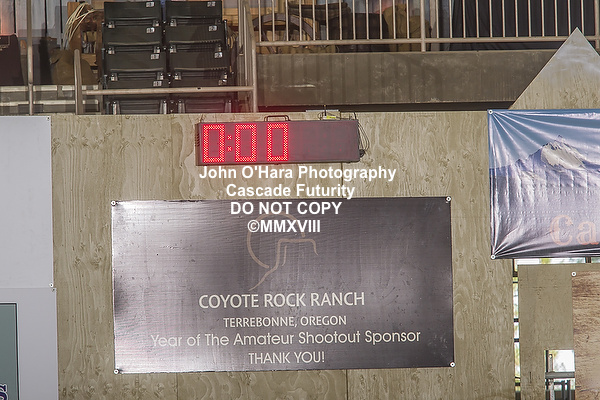 0:00
John O'Hara Photography
Cascade Futurity
DO NOT COPY
©MMXVIII
COYOTE ROCK RANCH
TERREBONNE, OREGON
Year of The Amateur Shootout Sponsor
THANK YOU!
Ca
S